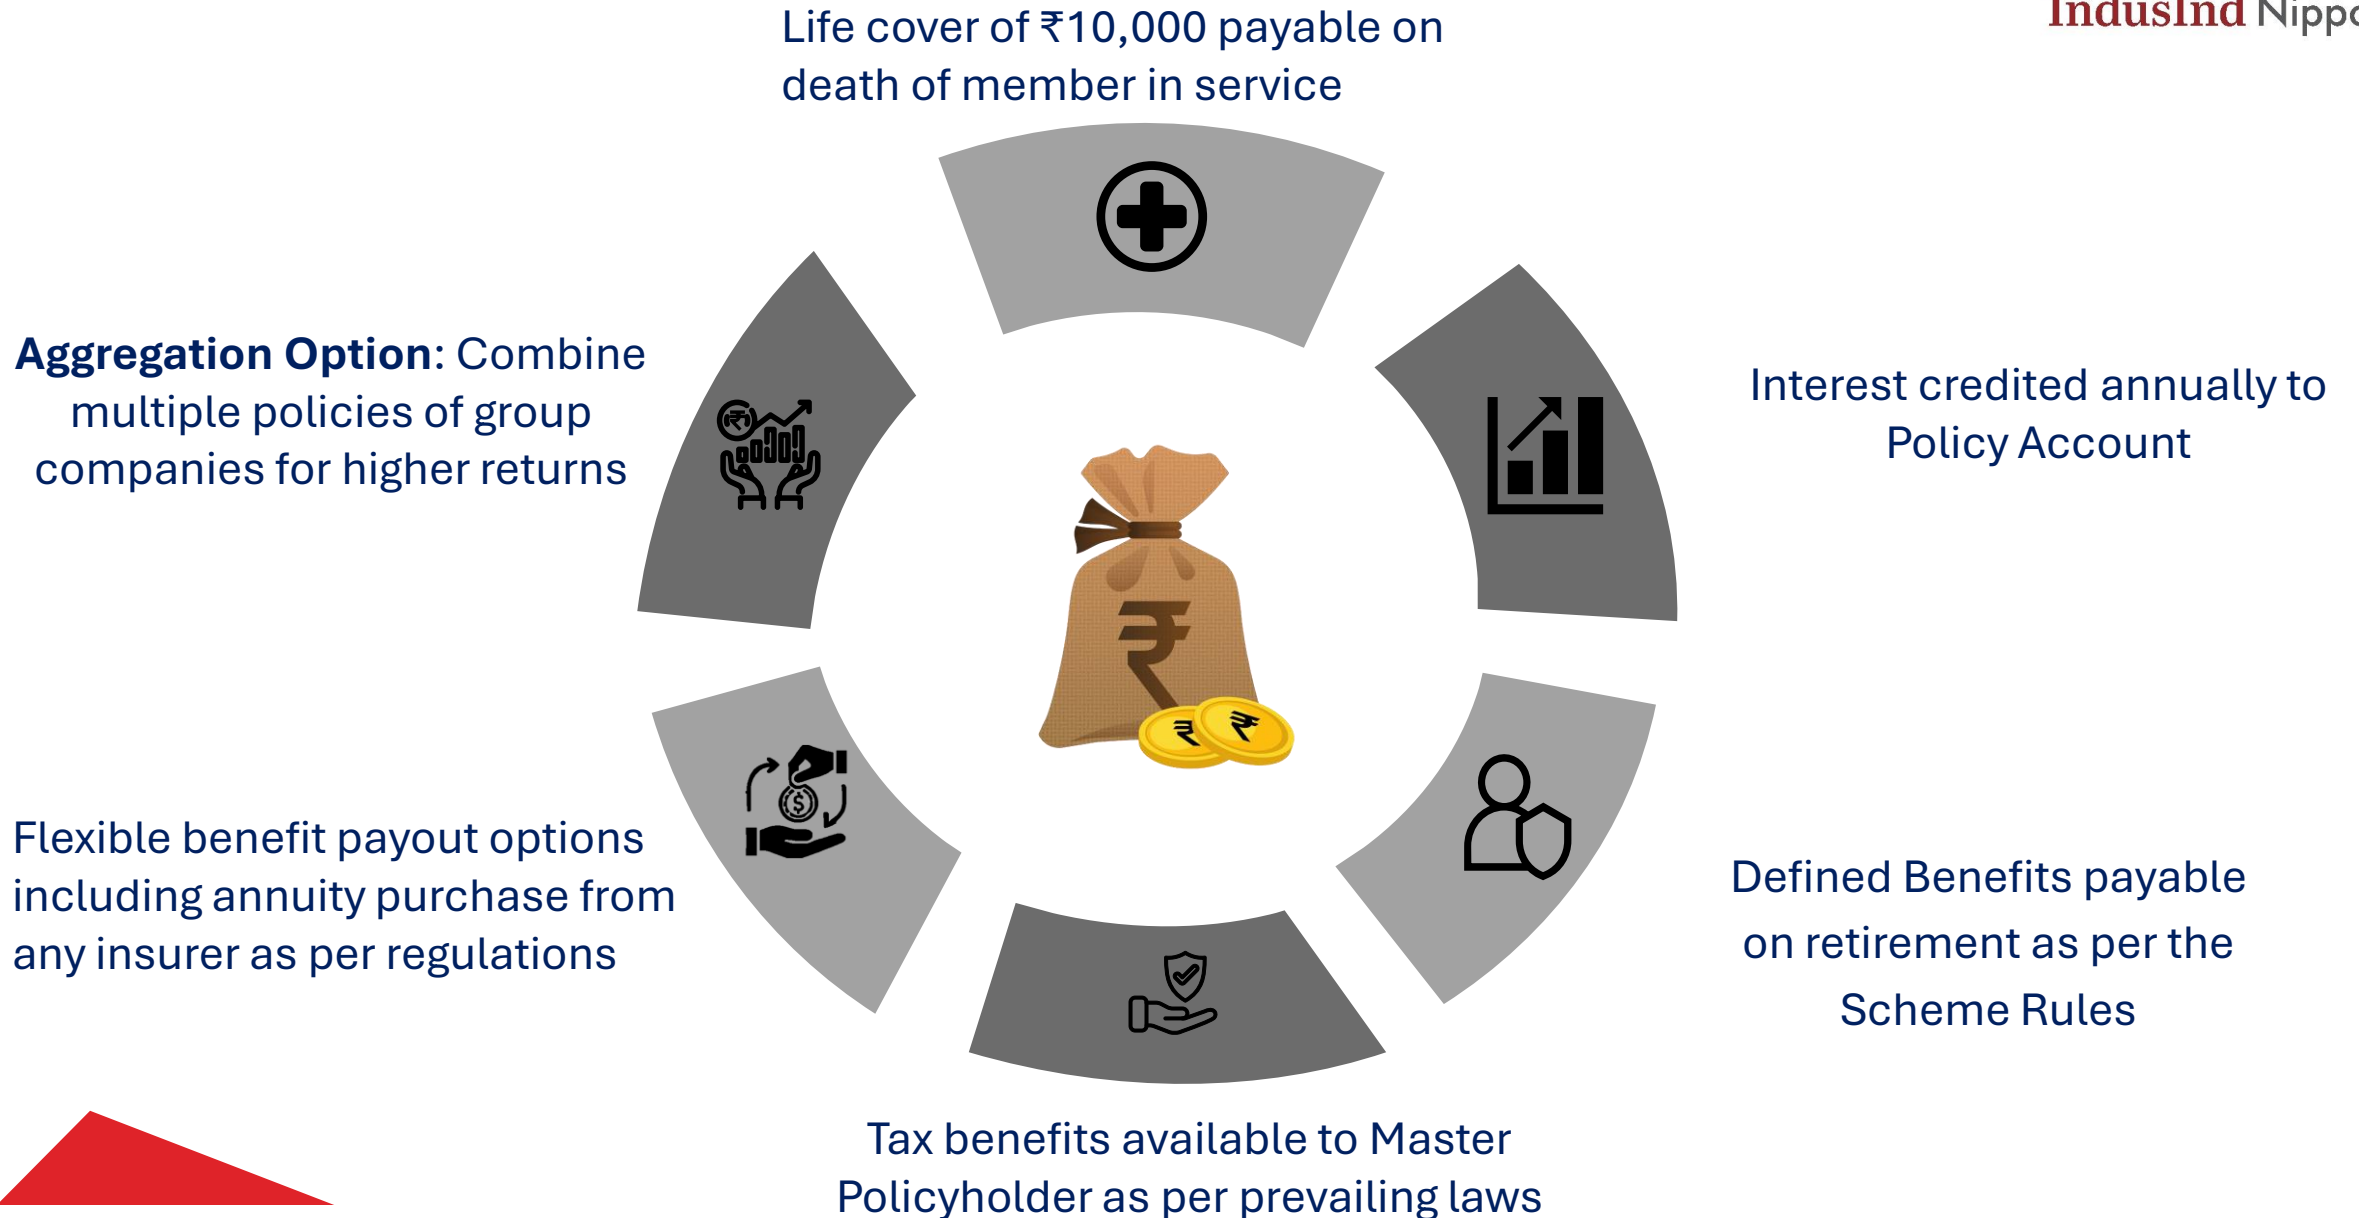 Life cover of ₹10,000 payable on
death of member in service
IndusInd
Aggregation Option: Combine
multiple policies of group
companies for higher returns
Interest credited annually to
Policy Account
Flexible benefit payout options
including annuity purchase from
any insurer as per regulations
Defined Benefits payable
on retirement as per the
Scheme Rules
Tax benefits available to Master
Policyholder as per prevailing laws
₹
₹
₹
₹
$